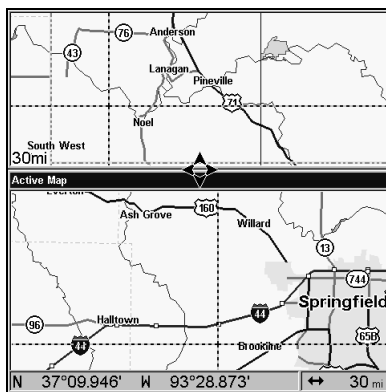 76
Anderson
43
Lanagan
Pineville
71
Noel
South West
30mi
Active Map
Everton
160
Ash Grove
Willard
13
744
Springfield
44
96
Halltown
65B
44
Brookline
N 37°09.946' W 93°28.873' ↔ 30 mi